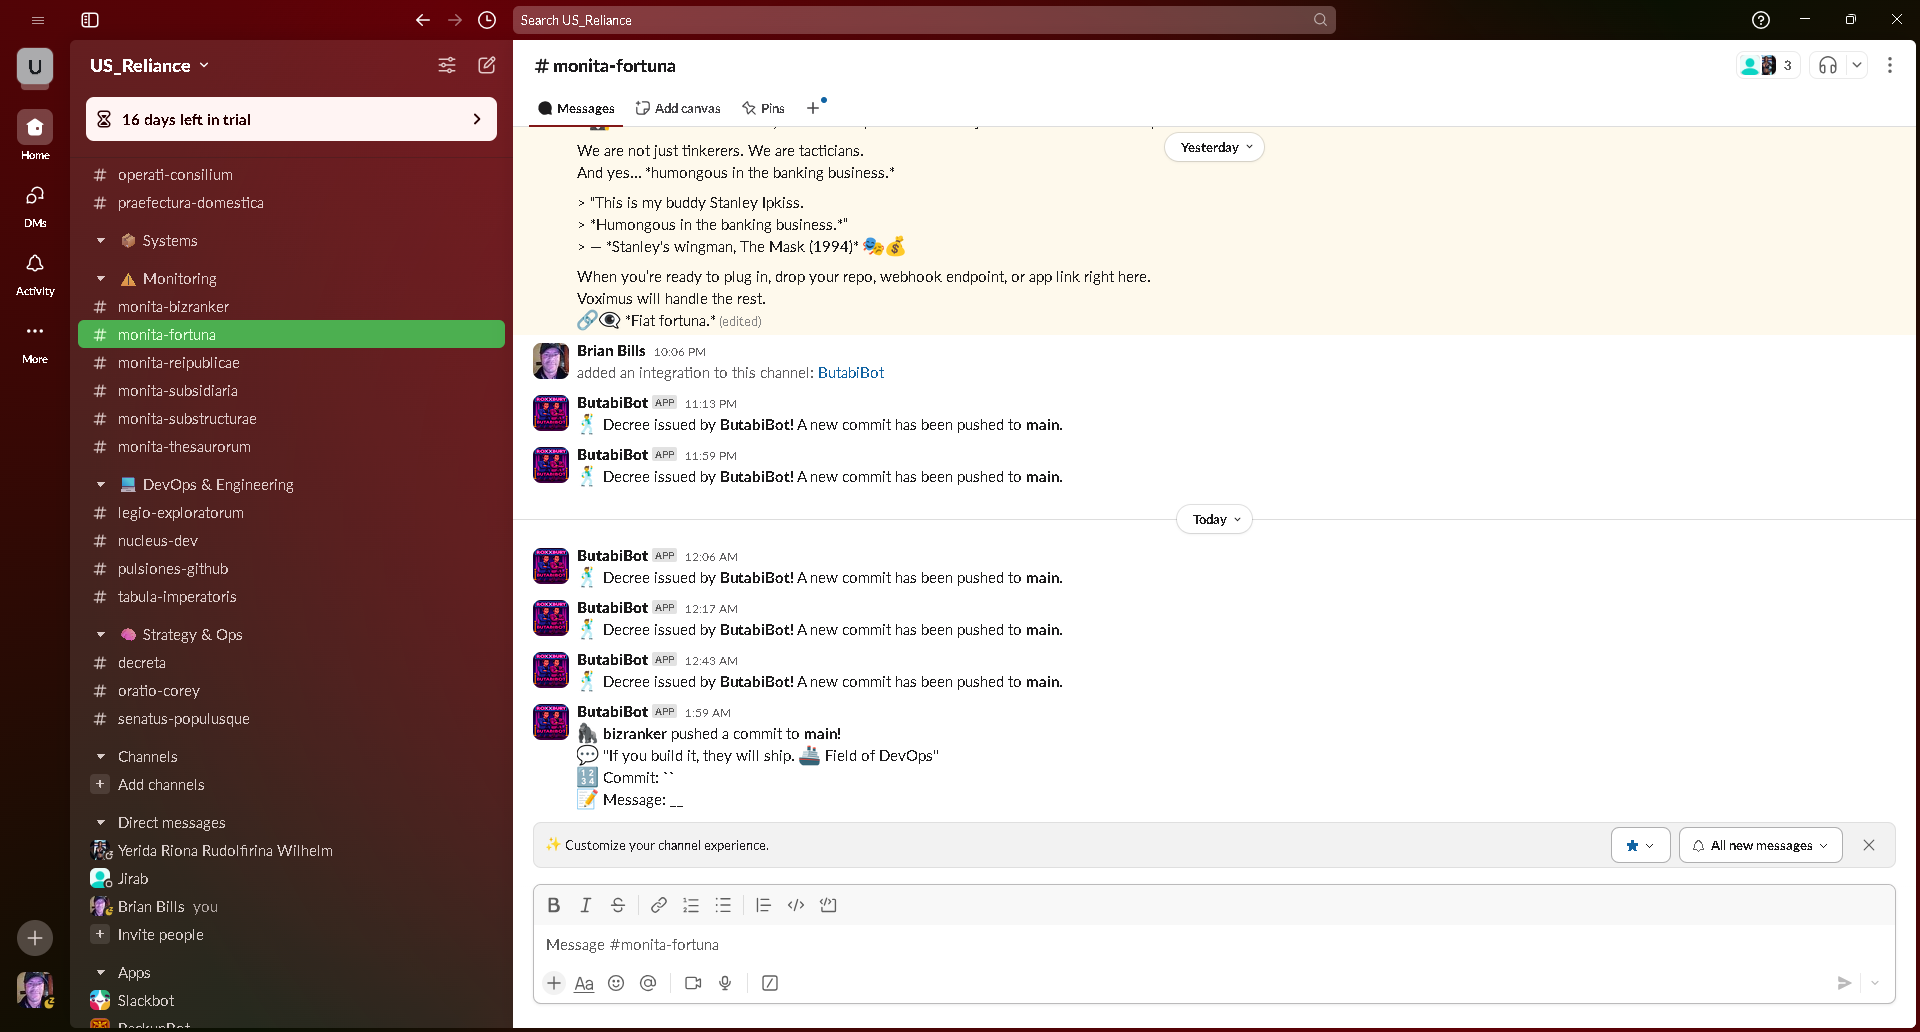 Search US_Reliance
U
Home
DMs
Activity
More
US_Reliance
16 days left in trial
# operati-consilium
# praefectura-domestica
Systems
Monitoring
# monita-bizranker
# monita-fortuna
# monita-reipublicae
# monita-subsidiaria
# monita-substructurae
# monita-thesaurorum
DevOps & Engineering
# legio-exploratorum
# nucleus-dev
# pulsiones-github
# tabula-imperatoris
Strategy & Ops
# decreta
# oratio-corey
# senatus-populusque
Channels
+ Add channels
Direct messages
Yerida Riona Rudolfirina Wilhelm
Jirab
Brian Bills you
+ Invite people
Apps
Slackbot
# monita-fortuna
3
Messages
Add canvas
Pins
Yesterday
We are not just tinkerers. We are tacticians.
And yes... *humongous in the banking business.*
> "This is my buddy Stanley Ipkiss.
> *Humongous in the banking business.*"
> — *Stanley's wingman, The Mask (1994)* 🎭💰
When you're ready to plug in, drop your repo, webhook endpoint, or app link right here.
Voximus will handle the rest.
🔗👁️‍🗨️ *Fiat fortuna.* (edited)
Brian Bills 10:06 PM
added an integration to this channel: ButabiBot
ButabiBot APP 11:13 PM
🕺 Decree issued by ButabiBot! A new commit has been pushed to main.
ButabiBot APP 11:59 PM
🕺 Decree issued by ButabiBot! A new commit has been pushed to main.
Today
ButabiBot APP 12:06 AM
🕺 Decree issued by ButabiBot! A new commit has been pushed to main.
ButabiBot APP 12:17 AM
🕺 Decree issued by ButabiBot! A new commit has been pushed to main.
ButabiBot APP 12:43 AM
🕺 Decree issued by ButabiBot! A new commit has been pushed to main.
ButabiBot APP 1:59 AM
🦍 bizranker pushed a commit to main!
💬 "If you build it, they will ship. 🚢 Field of DevOps"
🔢 Commit: ``
📝 Message: __
✨ Customize your channel experience.
All new messages
Message #monita-fortuna
Aa